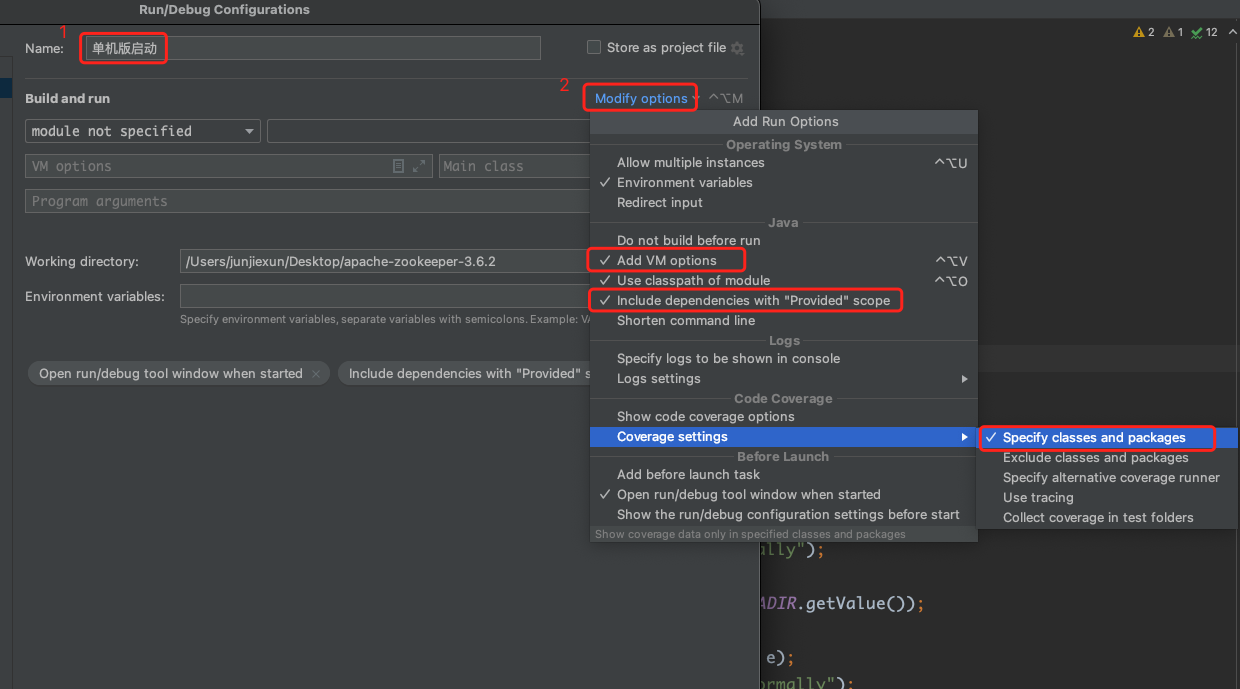 Run/Debug Configurations
1
Name:
单机版启动
Store as project file
2 1 12
Build and run
2
Modify options
^⌥M
module not specified
VM options
Main class
Program arguments
Working directory:
/Users/junjiexun/Desktop/apache-zookeeper-3.6.2
Environment variables:
Specify environment variables, separate variables with semicolons. Example:
Open run/debug tool window when started ×
Include dependencies with "Provided"
Add Run Options
Operating System
Allow multiple instances ^⌥U
✓ Environment variables
Redirect input
Java
Do not build before run
✓ Add VM options ^⌥V
✓ Use classpath of module ^⌥O
✓ Include dependencies with "Provided" scope
Shorten command line
Logs
Specify logs to be shown in console
Logs settings
Code Coverage
Show code coverage options
Coverage settings
✓ Specify classes and packages
Exclude classes and packages
Specify alternative coverage runner
Use tracing
Collect coverage in test folders
Before Launch
Add before launch task
✓ Open run/debug tool window when started
Show the run/debug configuration settings before start
Show coverage data only in specified classes and packages
ally");
ADIR.getValue());
e);
ormally");